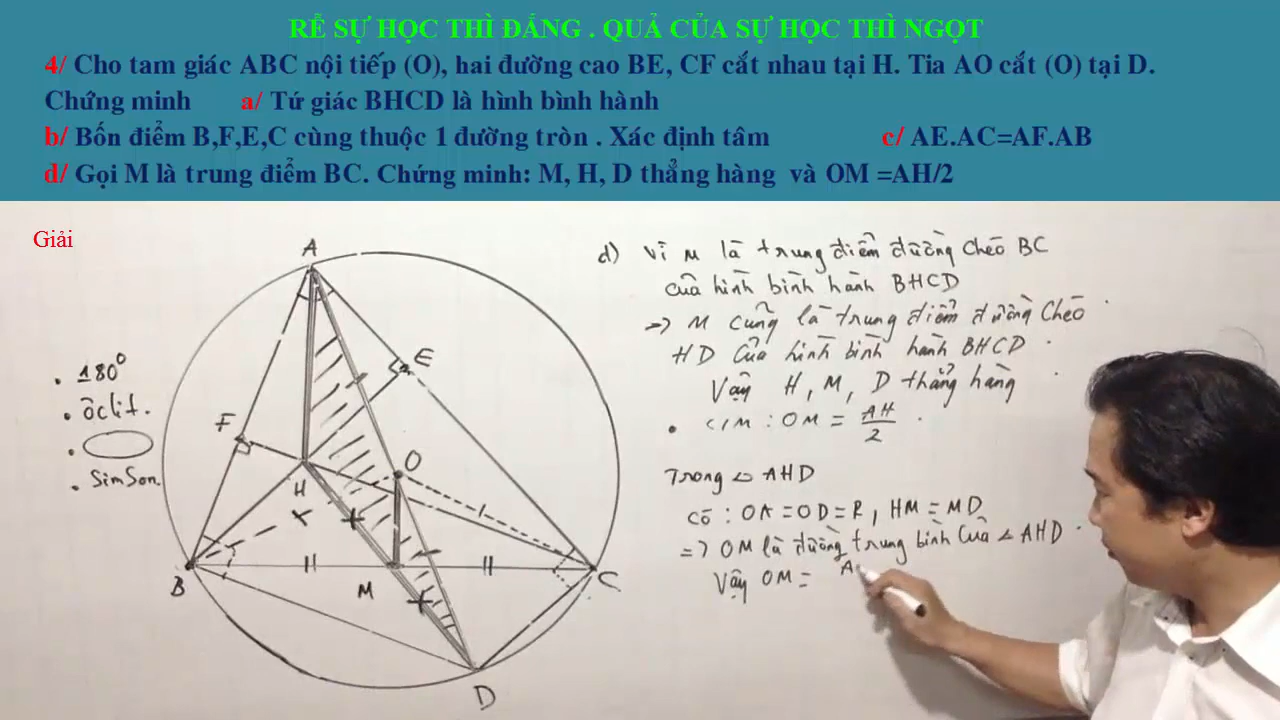 RỄ SỰ HỌC THÌ ĐẮNG . QUẢ CỦA SỰ HỌC THÌ NGỌT
4/ Cho tam giác ABC nội tiếp (O), hai đường cao BE, CF cắt nhau tại H. Tia AO cắt (O) tại D.
Chứng minh a/ Tứ giác BHCD là hình bình hành
b/ Bốn điểm B,F,E,C cùng thuộc 1 đường tròn . Xác định tâm c/ AE.AC=AF.AB
d/ Gọi M là trung điểm BC. Chứng minh: M, H, D thẳng hàng và OM =AH/2
Giải
A
E
F
O
H
B
M
C
D
. 180°
. Ơclit.
.
. Simson.
d) Vì M là trung điểm đường chéo BC
của hình bình hành BHCD
=> M cũng là trung điểm đường chéo
HD của hình bình hành BHCD
Vậy H, M, D thẳng hàng
. C/M : OM = AH/2
Trong △ AHD
Có : OA = OD = R, HM = MD
=> OM là đường trung bình của △ AHD
Vậy OM = A